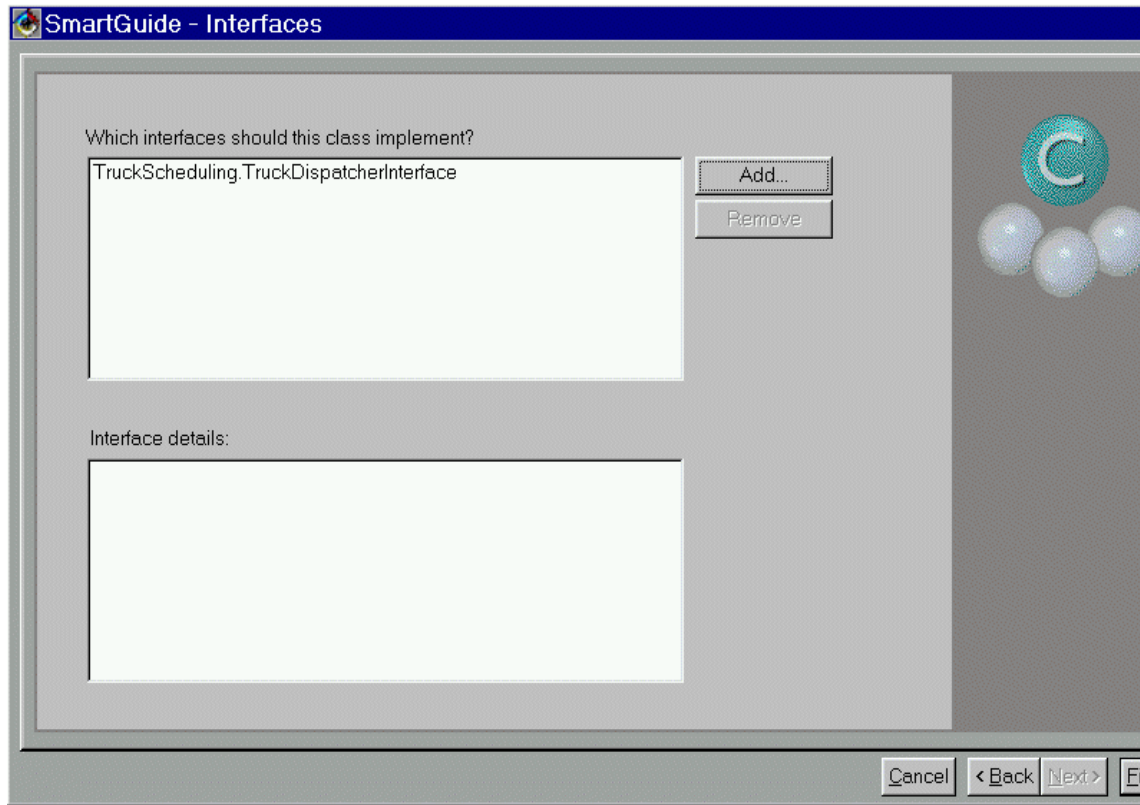 SmartGuide - Interfaces
Which interfaces should this class implement?
TruckScheduling.TruckDispatcherInterface
Add...
Remove
C
Interface details:
Cancel
< Back
Next >